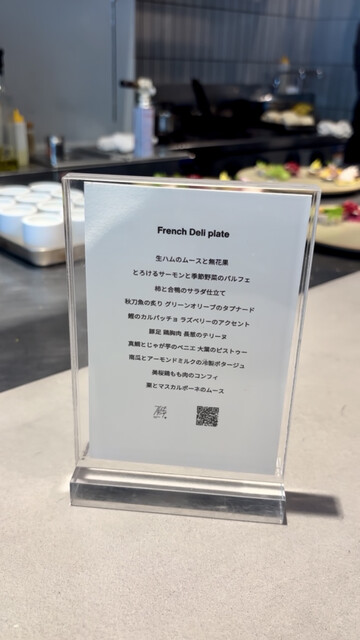 French Deli plate
生ハムのムースと無花果
とろけるサーモンと季節野菜のパルフェ
柿と合鴨のサラダ仕立て
秋刀魚の炙り グリーンオリーブのタプナード
鰹のカルパッチョ ラズベリーのアクセント
豚足 鶏胸肉 長葱のテリーヌ
真鯛とじゃが芋のベニエ 大葉のピストゥー
南瓜とアーモンドミルクの冷製ポタージュ
美桜鶏もも肉のコンフィ
栗とマスカルポーネのムース